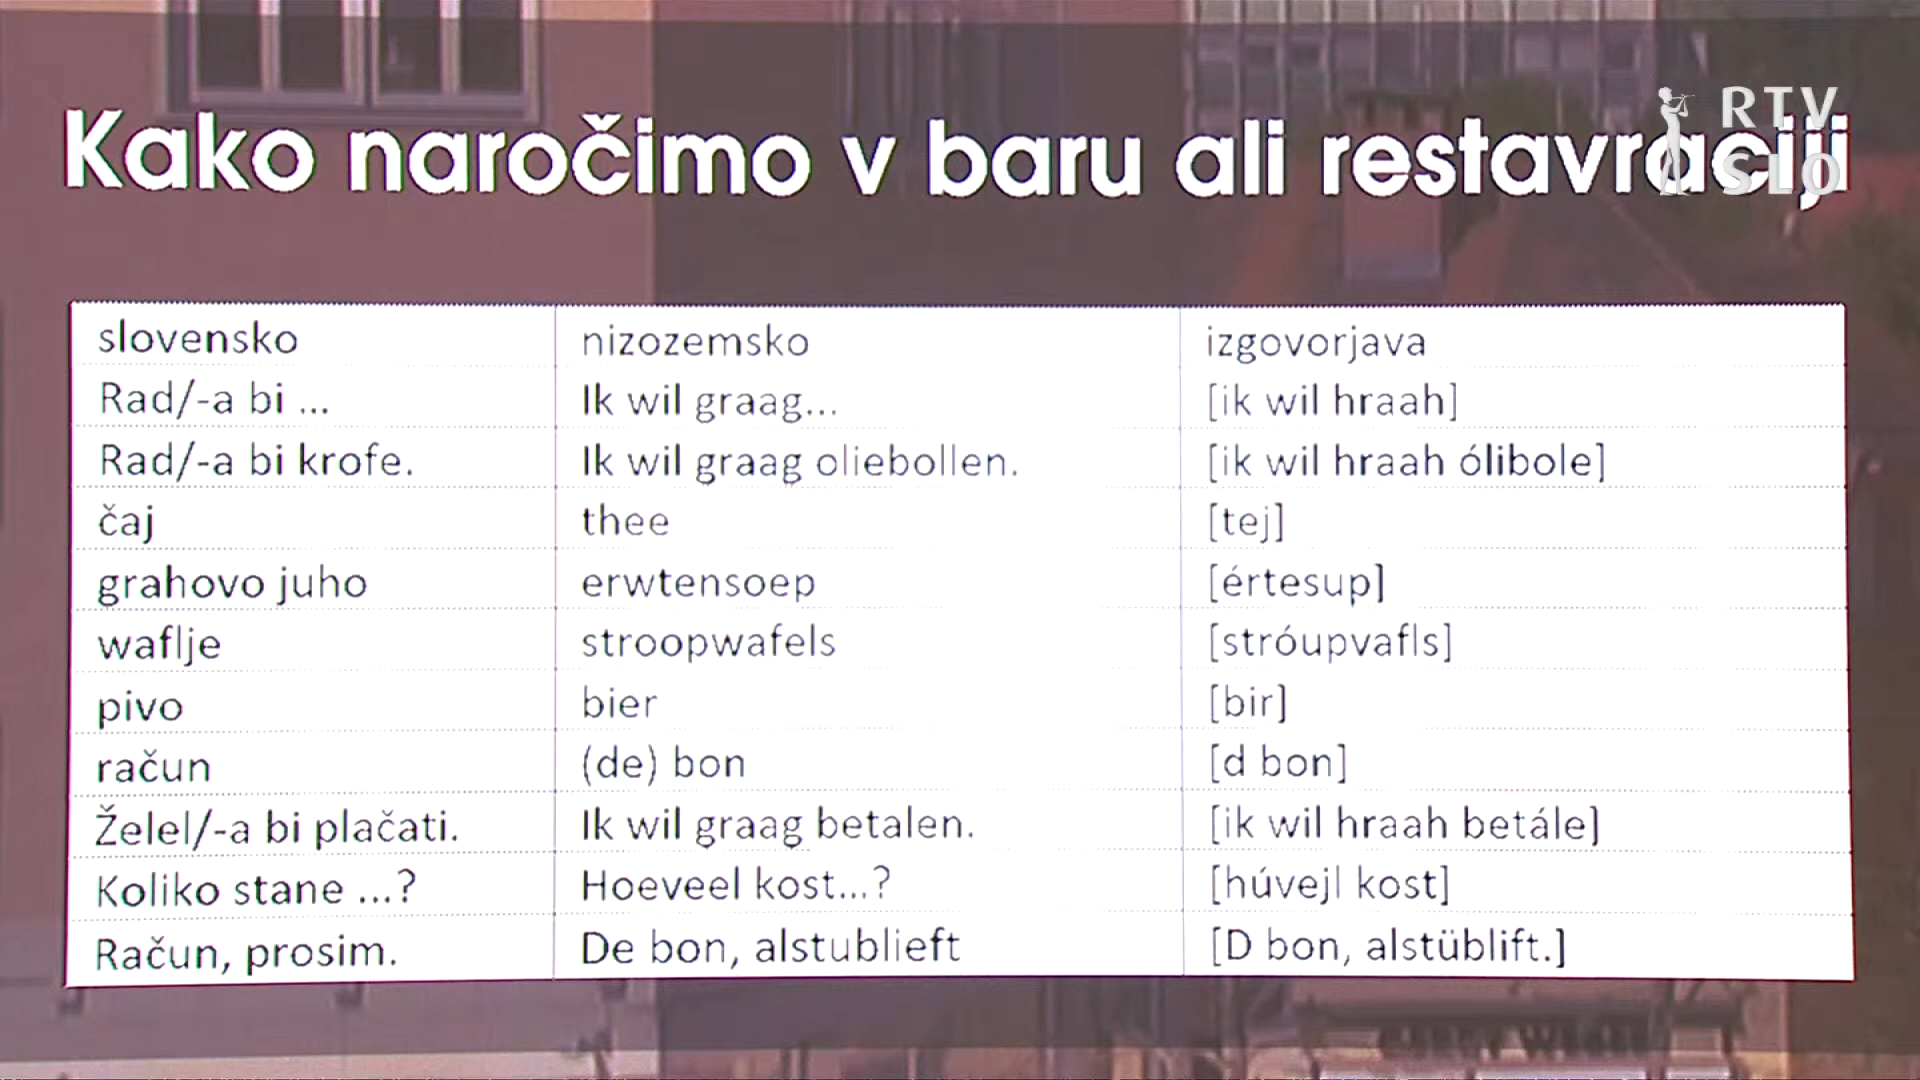 Kako naročimo v baru ali restavraciji
RTV
SLO
slovensko nizozemsko izgovorjava
Rad/-a bi ... Ik wil graag... [ik wil hraah]
Rad/-a bi krofe. Ik wil graag oliebollen. [ik wil hraah ólibole]
čaj thee [tej]
grahovo juho erwtensoep [értesup]
waflje stroopwafels [stróupvafls]
pivo bier [bir]
račun (de) bon [d bon]
Želel/-a bi plačati. Ik wil graag betalen. [ik wil hraah betále]
Koliko stane ...? Hoeveel kost...? [húvejl kost]
Račun, prosim. De bon, alstublieft [D bon, alstüblift.]